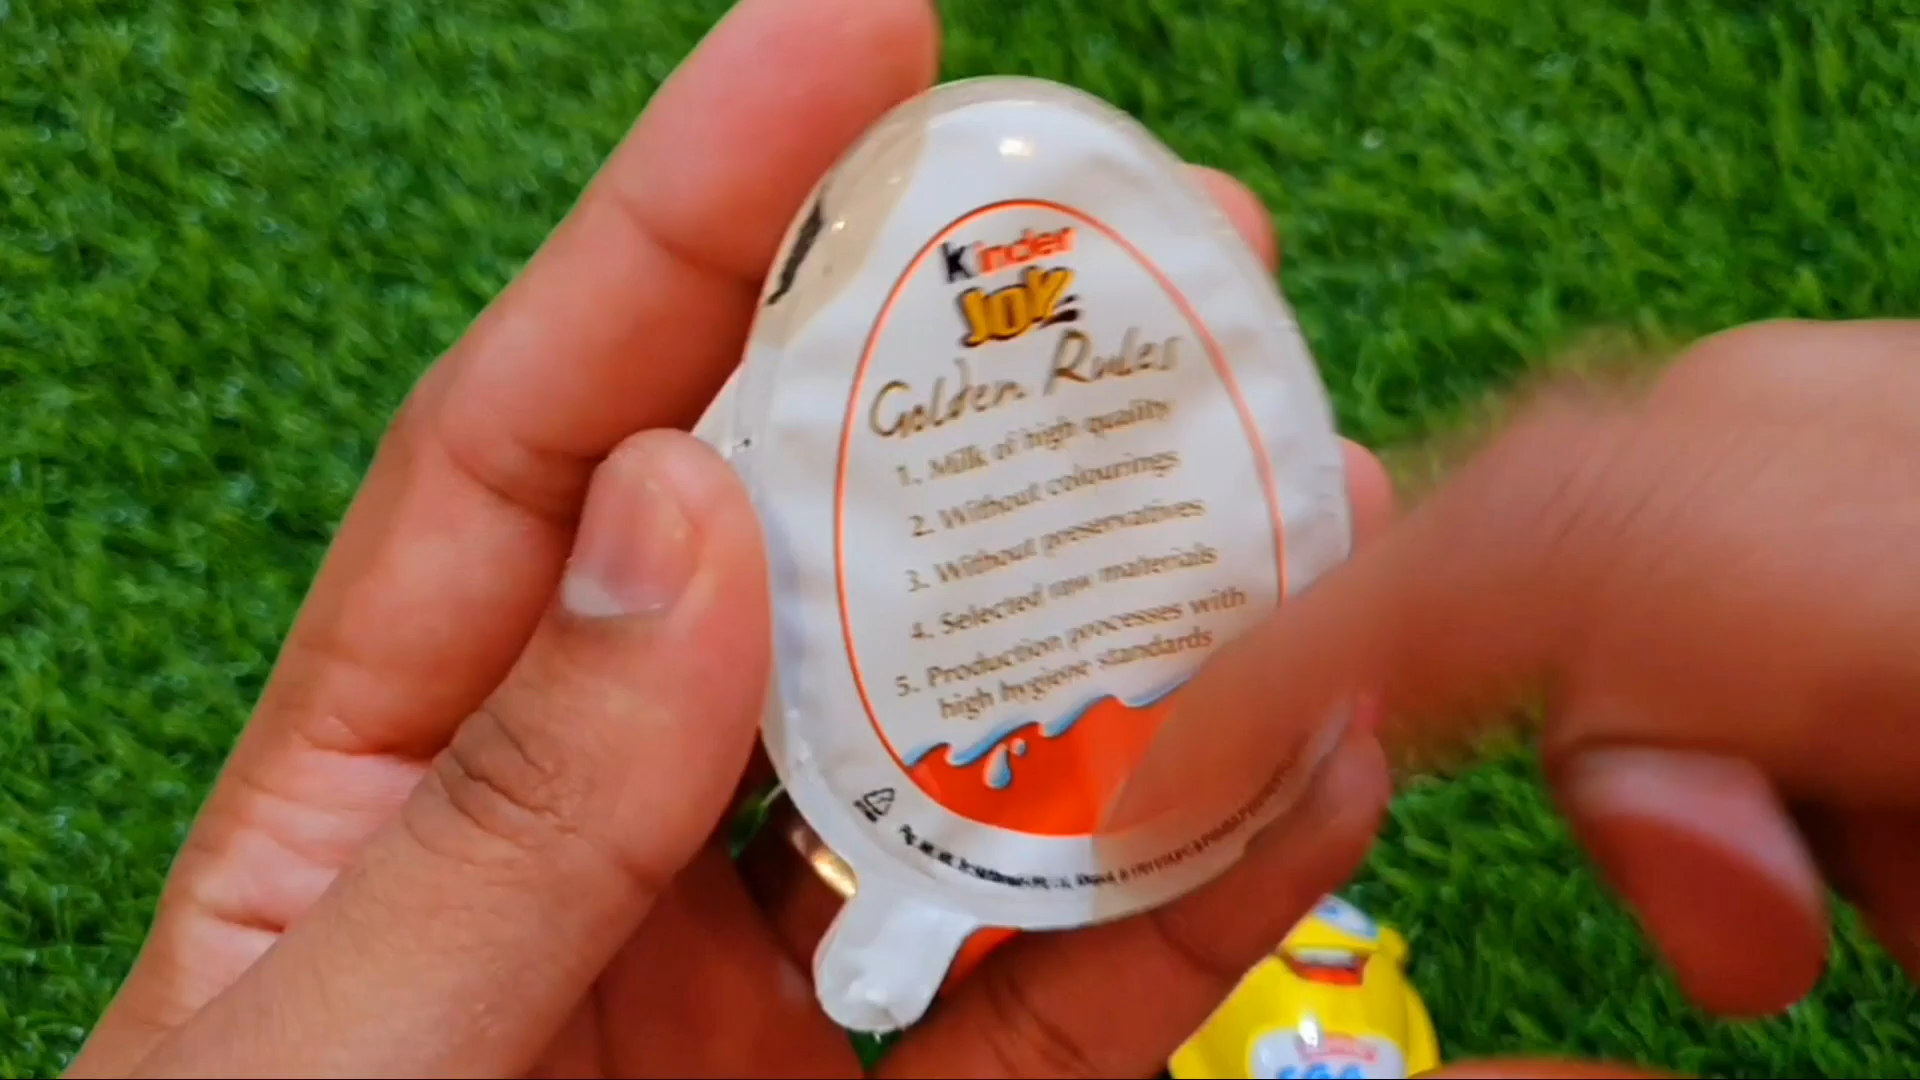 kinder
JOY
Golden Rules
1. Milk of high quality
2. Without colourings
3. Without preservatives
4. Selected raw materials
5. Production processes with
high hygiene standards